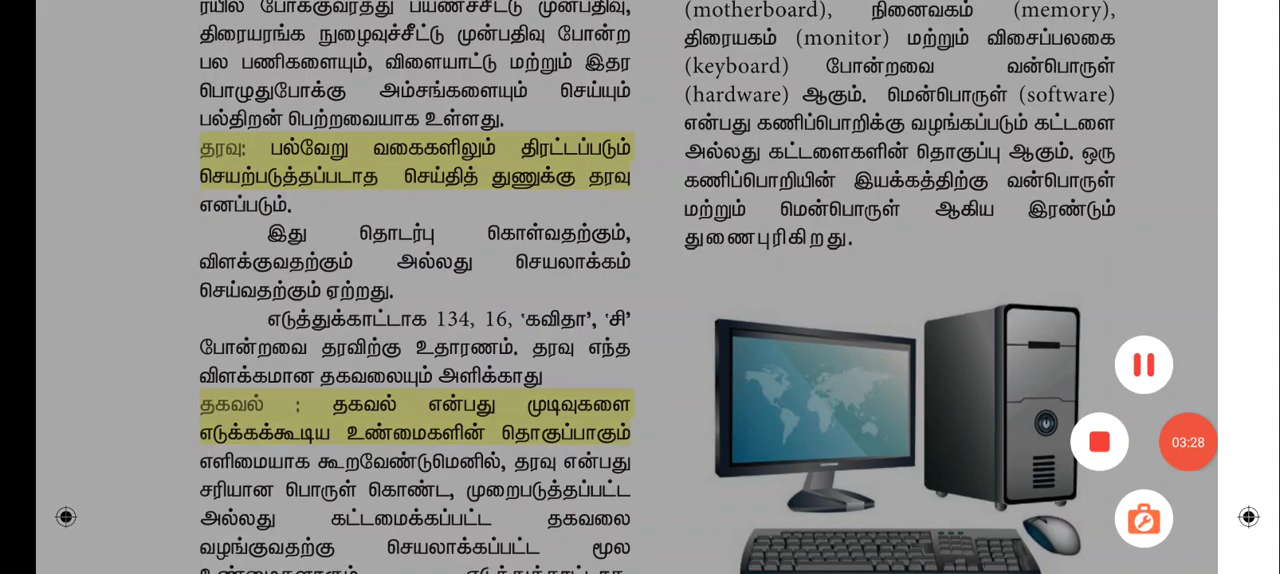 ரயில் போக்குவரத்து பயணச்சீட்டு முன்பதிவு,
திரையரங்க நுழைவுச்சீட்டு முன்பதிவு போன்ற
பல பணிகளையும், விளையாட்டு மற்றும் இதர
பொழுதுபோக்கு அம்சங்களையும் செய்யும்
பல்திறன் பெற்றவையாக உள்ளது.
தரவு: பல்வேறு வகைகளிலும் திரட்டப்படும்
செயற்படுத்தப்படாத செய்தித் துணுக்கு தரவு
எனப்படும்.
இது தொடர்பு கொள்வதற்கும்,
விளக்குவதற்கும் அல்லது செயலாக்கம்
செய்வதற்கும் ஏற்றது.
எடுத்துக்காட்டாக 134, 16, ‘கவிதா’, ‘சி’
போன்றவை தரவிற்கு உதாரணம். தரவு எந்த
விளக்கமான தகவலையும் அளிக்காது
தகவல் : தகவல் என்பது முடிவுகளை
எடுக்கக்கூடிய உண்மைகளின் தொகுப்பாகும்
எளிமையாக கூறவேண்டுமெனில், தரவு என்பது
சரியான பொருள் கொண்ட, முறைபடுத்தப்பட்ட
அல்லது கட்டமைக்கப்பட்ட தகவலை
வழங்குவதற்கு செயலாக்கப்பட்ட மூல
(motherboard), நினைவகம் (memory),
திரையகம் (monitor) மற்றும் விசைப்பலகை
(keyboard) போன்றவை வன்பொருள்
(hardware) ஆகும். மென்பொருள் (software)
என்பது கணிப்பொறிக்கு வழங்கப்படும் கட்டளை
அல்லது கட்டளைகளின் தொகுப்பு ஆகும். ஒரு
கணிப்பொறியின் இயக்கத்திற்கு வன்பொருள்
மற்றும் மென்பொருள் ஆகிய இரண்டும்
துணைபுரிகிறது.
03:28